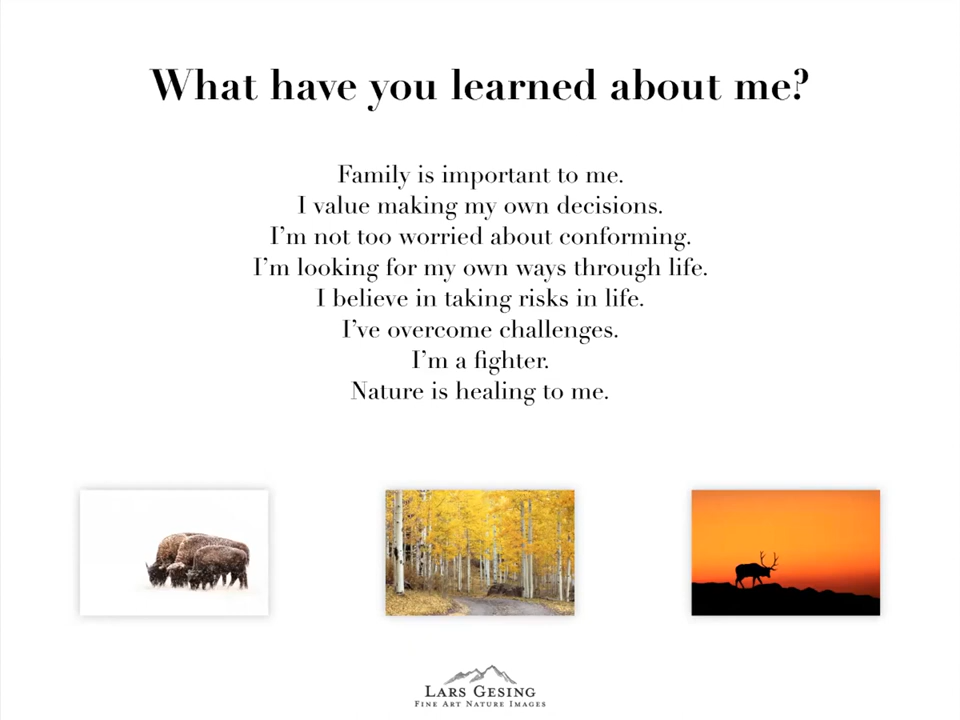 What have you learned about me?
Family is important to me.
I value making my own decisions.
I'm not too worried about conforming.
I'm looking for my own ways through life.
I believe in taking risks in life.
I've overcome challenges.
I'm a fighter.
Nature is healing to me.
LARS GESING
FINE ART NATURE IMAGES